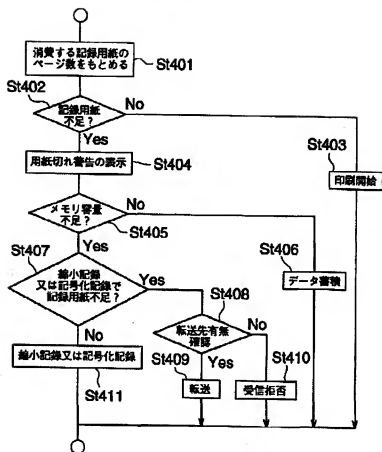 消費する記録用紙の
ページ数をもとめる
St401
St402
記録用紙
不足?
No
Yes
St403
印刷開始
用紙切れ警告の表示
St404
メモリ容量
不足?
No
St405
Yes
St406
データ蓄積
St407
縮小記録
又は記号化記録で
記録用紙不足?
Yes
No
St408
転送先有無
確認
No
Yes
St409
転送
St410
受信拒否
縮小記録又は記号化記録
St411